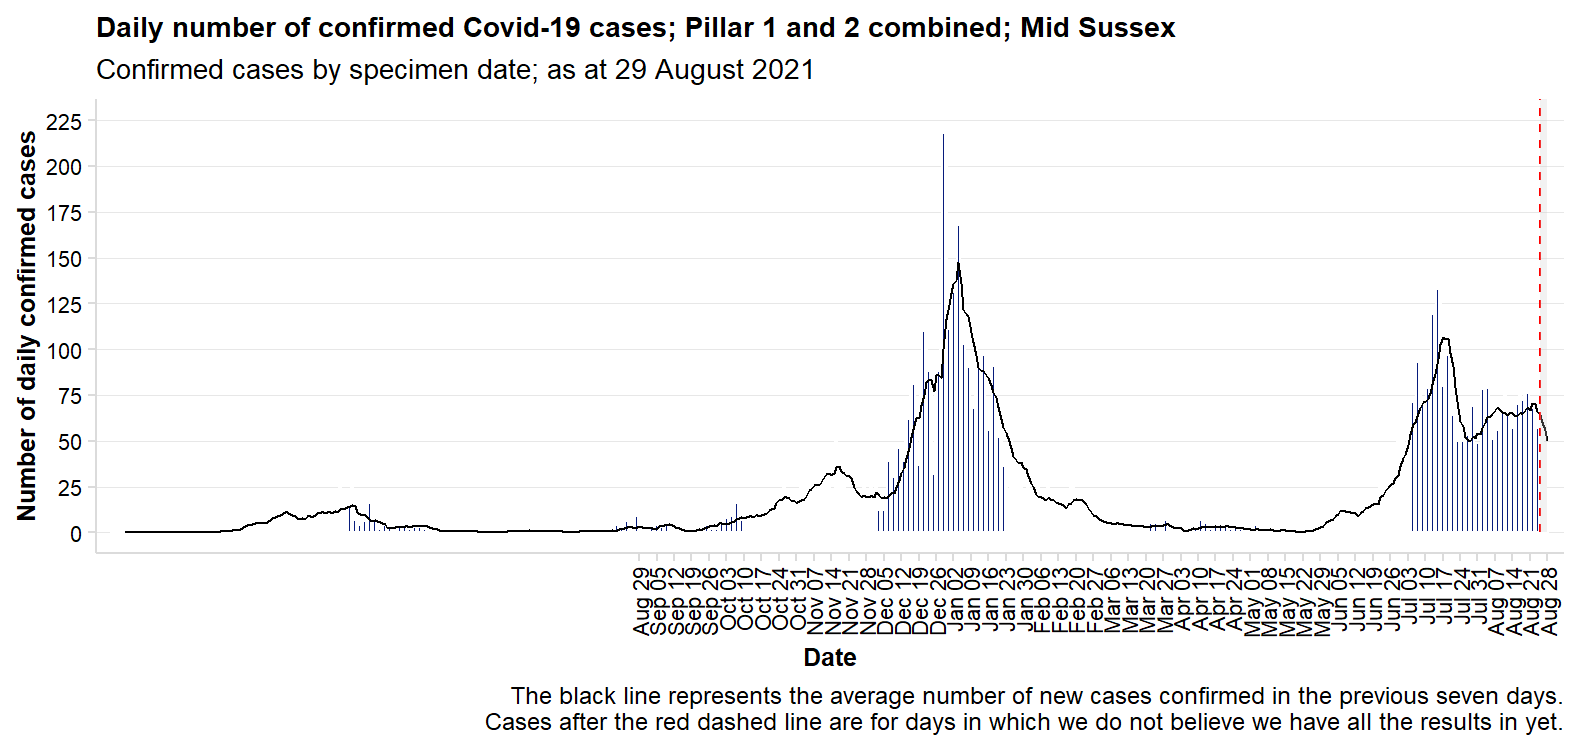 Daily number of confirmed Covid-19 cases; Pillar 1 and 2 combined; Mid Sussex
Confirmed cases by specimen date; as at 29 August 2021
Number of daily confirmed cases
225
200
175
150
125
100
75
50
25
0
Aug 29
Sep 05
Sep 12
Sep 19
Sep 26
Oct 03
Oct 10
Oct 17
Oct 24
Oct 31
Nov 07
Nov 14
Nov 21
Nov 28
Dec 05
Dec 12
Dec 19
Dec 26
Jan 02
Jan 09
Jan 16
Jan 23
Jan 30
Feb 06
Feb 13
Feb 20
Feb 27
Mar 06
Mar 13
Mar 20
Mar 27
Apr 03
Apr 10
Apr 17
Apr 24
May 01
May 08
May 15
May 22
May 29
Jun 05
Jun 12
Jun 19
Jun 26
Jul 03
Jul 10
Jul 17
Jul 24
Jul 31
Aug 07
Aug 14
Aug 21
Aug 28
Date
The black line represents the average number of new cases confirmed in the previous seven days.
Cases after the red dashed line are for days in which we do not believe we have all the results in yet.